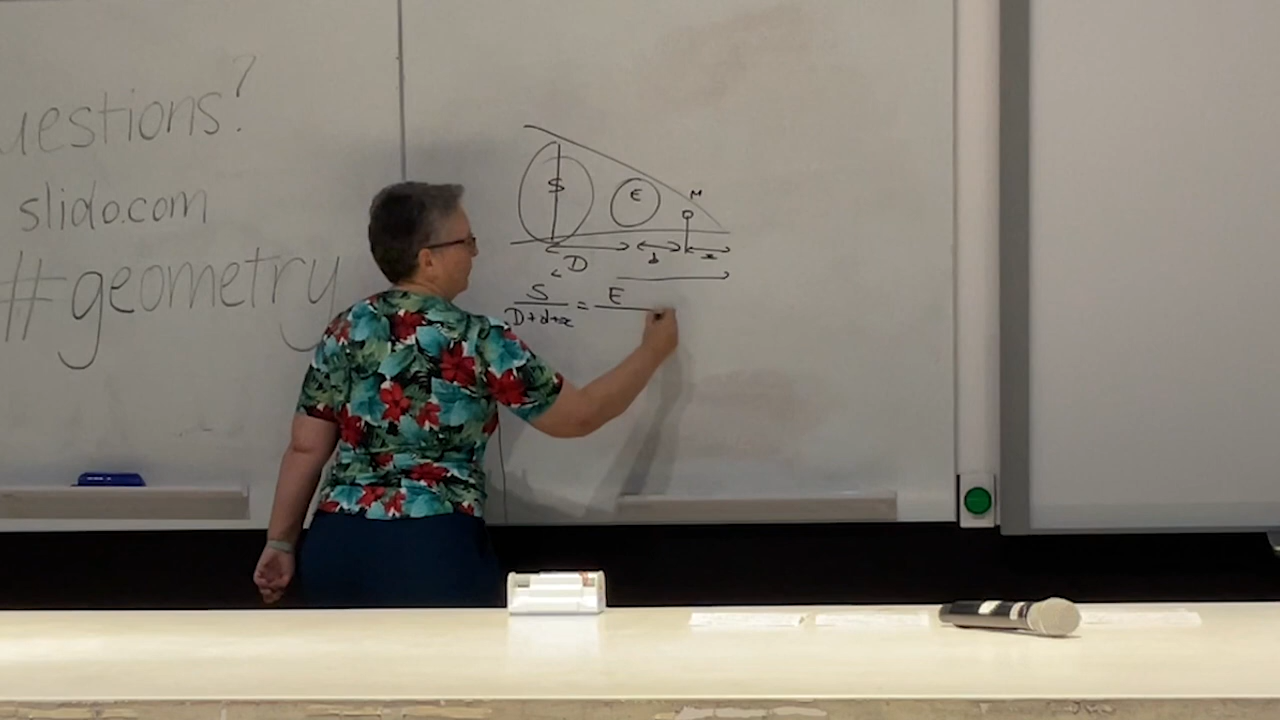 uestions?
slido.com
#geometry
S E M
D d x
S/(D+d+x) = E/